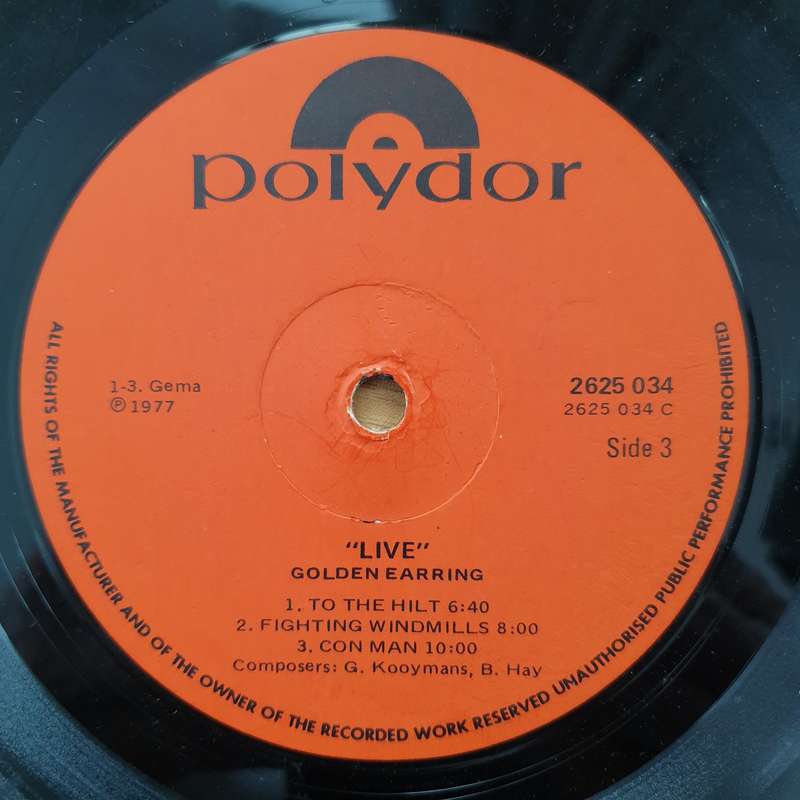 polydor
1-3. Gema
℗ 1977
2625 034
2625 034 C
Side 3
"LIVE"
GOLDEN EARRING
1. TO THE HILT 6:40
2. FIGHTING WINDMILLS 8:00
3. CON MAN 10:00
Composers: G. Kooymans, B. Hay
ALL RIGHTS OF THE MANUFACTURER AND OF THE OWNER OF THE RECORDED WORK RESERVED UNAUTHORISED PUBLIC PERFORMANCE PROHIBITED